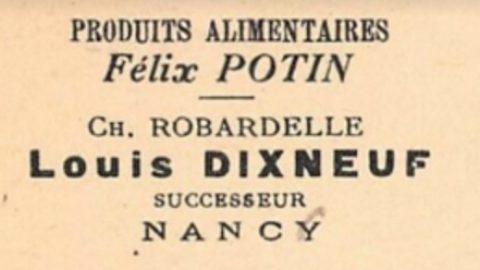 PRODUITS ALIMENTAIRES
Félix POTIN
CH. ROBARDELLE
Louis DIXNEUF
SUCCESSEUR
NANCY